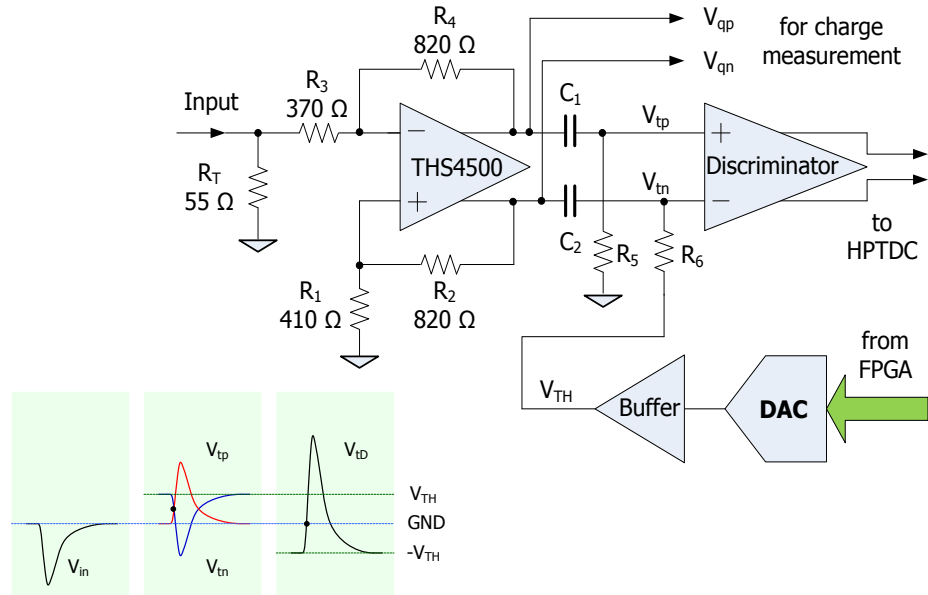 R4
820 Ω
Vqp
for charge
measurement
Vqn
R3
370 Ω
Input
C1
Vtp
−
THS4500
+
+
Discriminator
−
RT
55 Ω
Vtn
C2
R5
R6
to
HPTDC
R1
410 Ω
R2
820 Ω
from
FPGA
VTH
Buffer
DAC
Vtp
VtD
VTH
GND
-VTH
Vin
Vtn